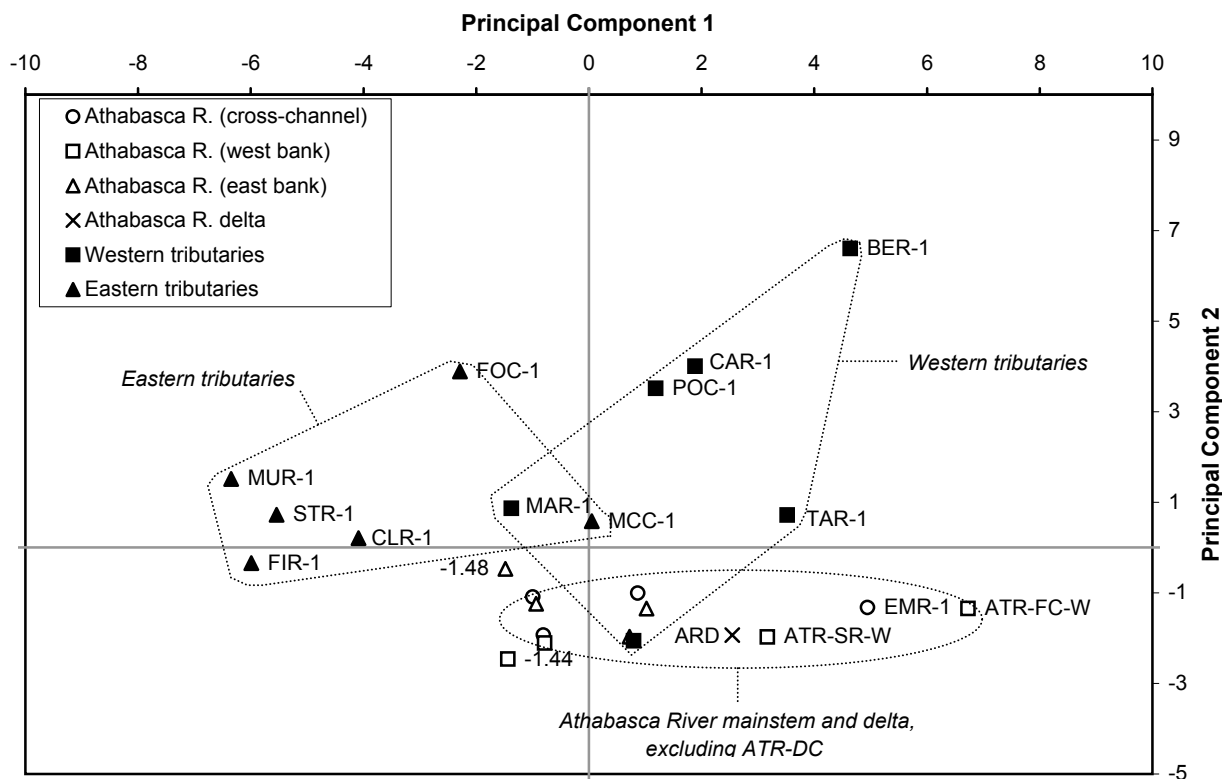 Principal Component 1
-10 -8 -6 -4 -2 0 2 4 6 8 10
Athabasca R. (cross-channel)
Athabasca R. (west bank)
Athabasca R. (east bank)
Athabasca R. delta
Western tributaries
Eastern tributaries
9
7
5
3
1
-1
-3
-5
Principal Component 2
BER-1
CAR-1
POC-1
Western tributaries
Eastern tributaries
FOC-1
MUR-1
STR-1
CLR-1
FIR-1
MAR-1
MCC-1
TAR-1
-1.48
EMR-1
ATR-FC-W
ARD
ATR-SR-W
-1.44
Athabasca River mainstem and delta,
excluding ATR-DC